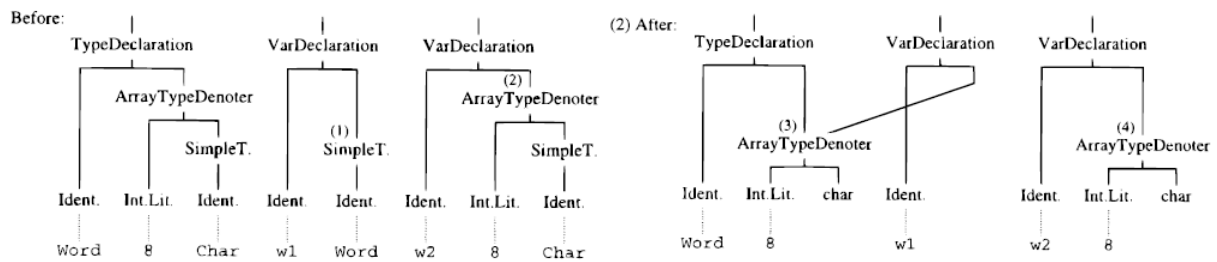 Before:
TypeDeclaration VarDeclaration VarDeclaration
(2)
ArrayTypeDenoter ArrayTypeDenoter
(1)
SimpleT. SimpleT. SimpleT.
Ident. Int.Lit. Ident. Ident. Ident. Ident. Int.Lit. Ident.
Word 8 Char w1 Word w2 8 Char
(2) After:
TypeDeclaration VarDeclaration VarDeclaration
(3) (4)
ArrayTypeDenoter ArrayTypeDenoter
Ident. Int.Lit. char Ident. Ident. Int.Lit. char
Word 8 w1 w2 8